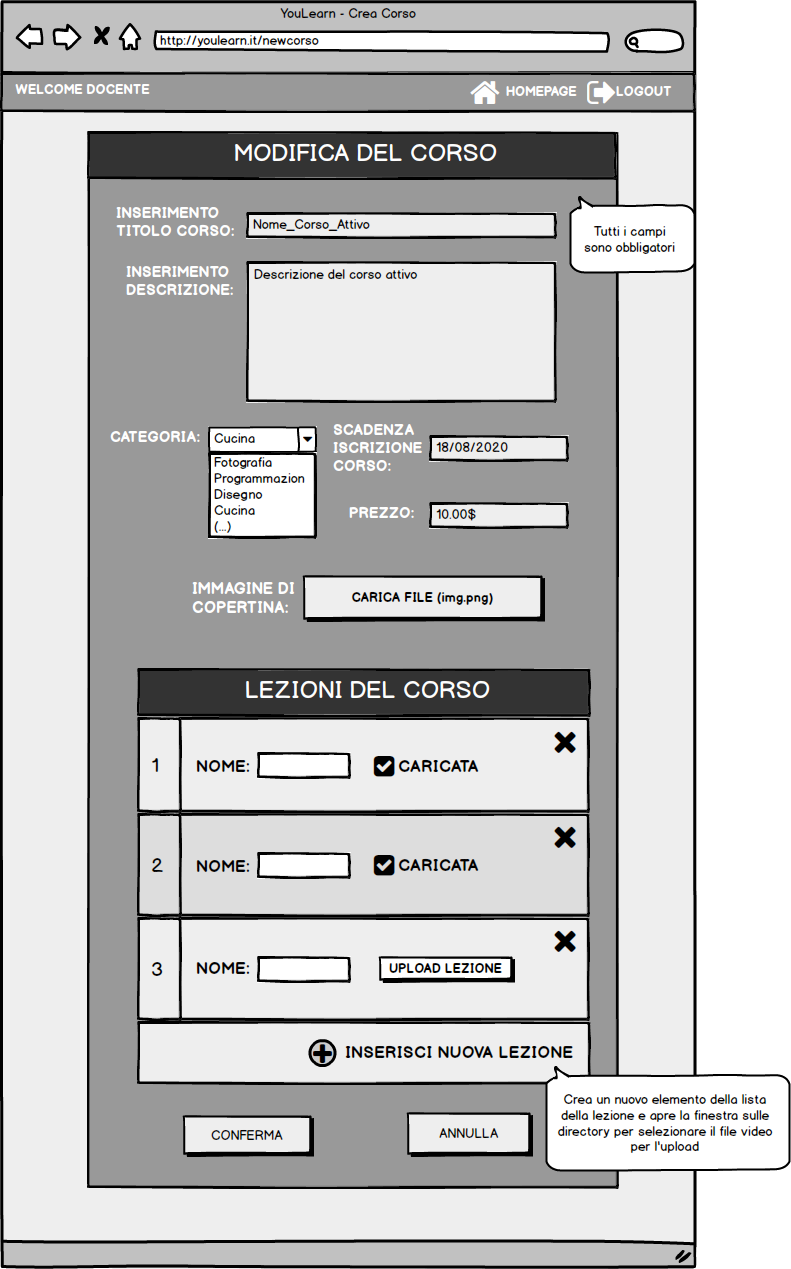 YouLearn - Crea Corso
http://youlearn.it/newcorso
WELCOME DOCENTE
HOMEPAGE
LOGOUT
MODIFICA DEL CORSO
INSERIMENTO
TITOLO CORSO:
Nome_Corso_Attivo
Tutti i campi
sono obbligatori
INSERIMENTO
DESCRIZIONE:
Descrizione del corso attivo
CATEGORIA:
Cucina
Fotografia
Programmazion
Disegno
Cucina
(...)
SCADENZA
ISCRIZIONE
CORSO:
18/08/2020
PREZZO:
10.00$
IMMAGINE DI
COPERTINA:
CARICA FILE (img.png)
LEZIONI DEL CORSO
1
NOME:
CARICATA
2
NOME:
CARICATA
3
NOME:
UPLOAD LEZIONE
INSERISCI NUOVA LEZIONE
Crea un nuovo elemento della lista
della lezione e apre la finestra sulle
directory per selezionare il file video
per l'upload
CONFERMA
ANNULLA